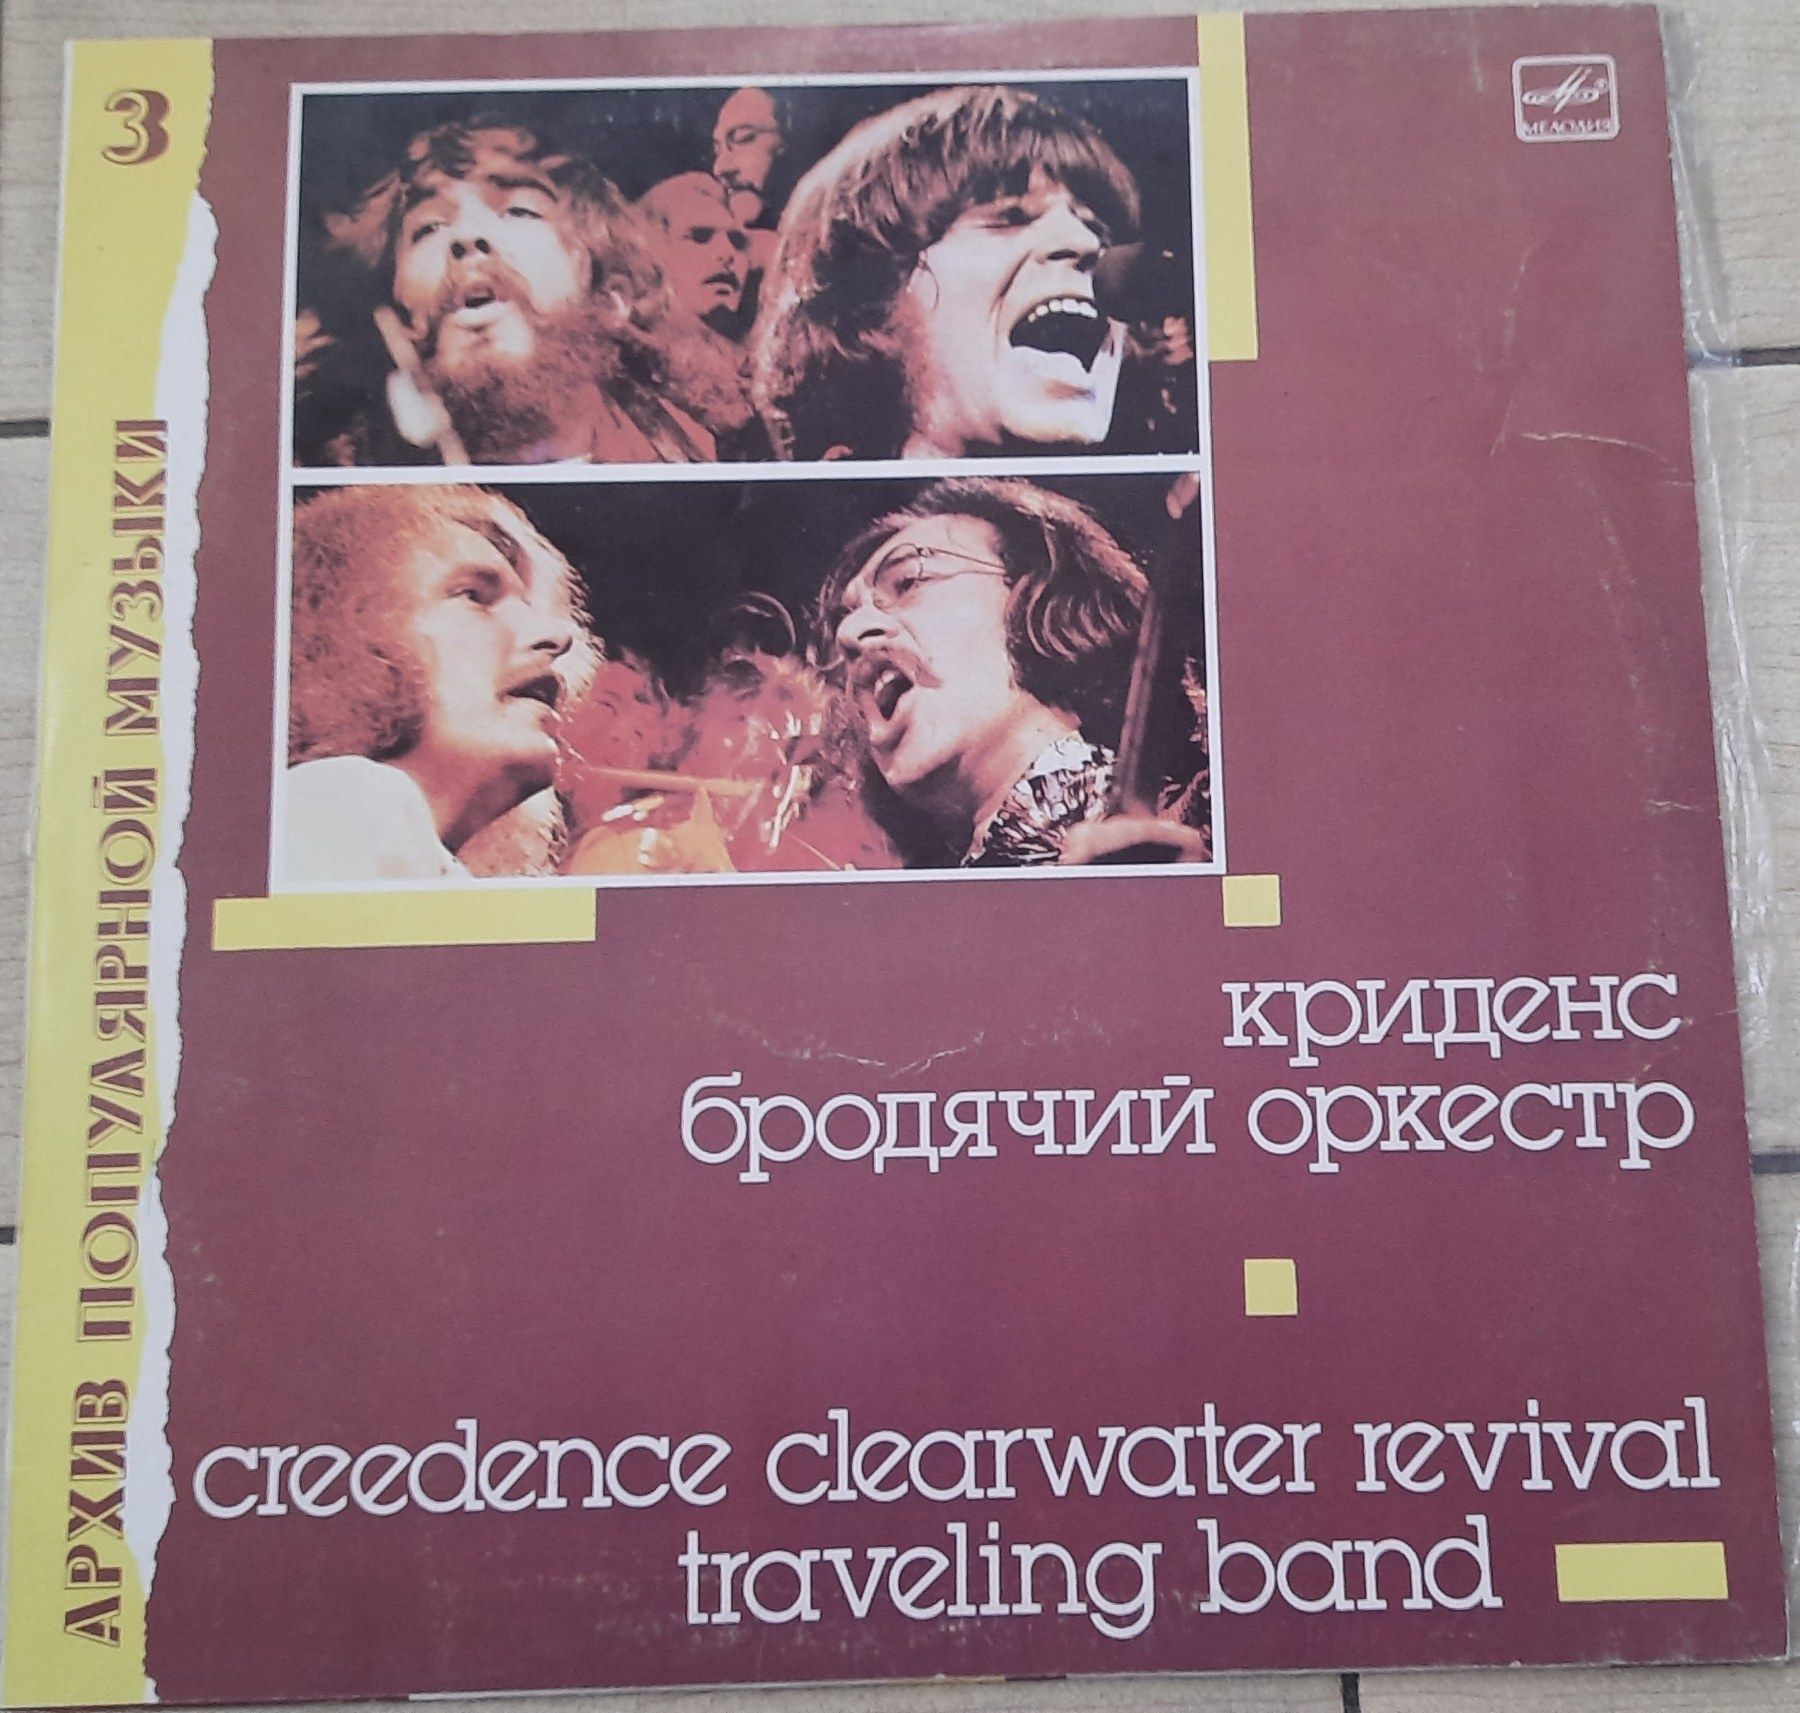 3
АРХИВ ПОПУЛЯРНОЙ МУЗЫКИ
МЕЛОДИЯ
криденс
бродячий оркестр
creedence clearwater revival
traveling band